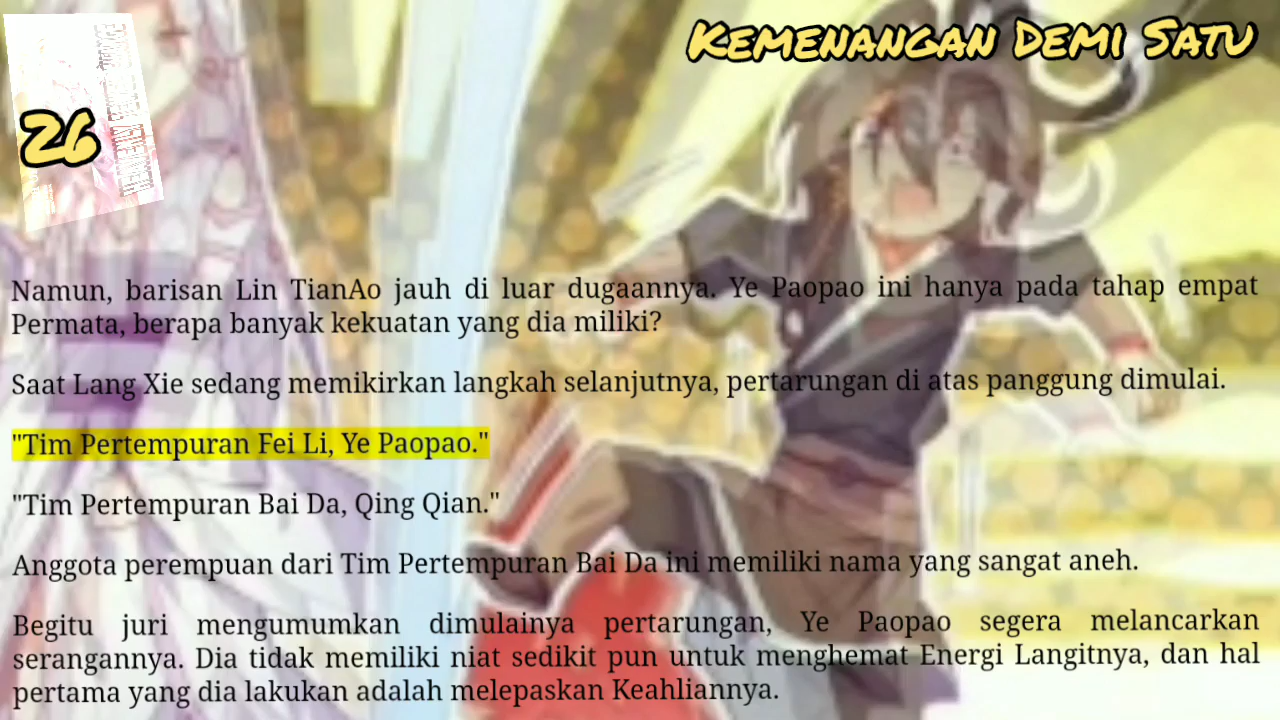 Kemenangan Demi Satu
26
Namun, barisan Lin TianAo jauh di luar dugaannya. Ye Paopao ini hanya pada tahap empat
Permata, berapa banyak kekuatan yang dia miliki?
Saat Lang Xie sedang memikirkan langkah selanjutnya, pertarungan di atas panggung dimulai.
"Tim Pertempuran Fei Li, Ye Paopao."
"Tim Pertempuran Bai Da, Qing Qian."
Anggota perempuan dari Tim Pertempuran Bai Da ini memiliki nama yang sangat aneh.
Begitu juri mengumumkan dimulainya pertarungan, Ye Paopao segera melancarkan
serangannya. Dia tidak memiliki niat sedikit pun untuk menghemat Energi Langitnya, dan hal
pertama yang dia lakukan adalah melepaskan Keahliannya.